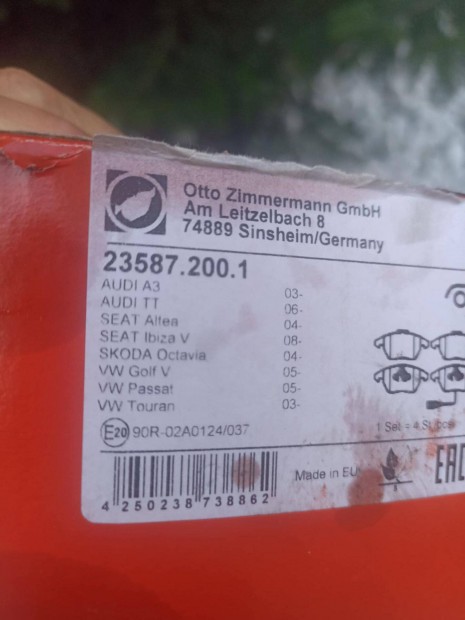 Otto Zimmermann GmbH
Am Leitzelbach 8
74889 Sinsheim/Germany
23587.200.1
AUDI A3 03-
AUDI TT 06-
SEAT Altea 04-
SEAT Ibiza V 08-
SKODA Octavia 04-
VW Golf V 05-
VW Passat 05-
VW Touran 03-
E20 90R-02A0124/037
1 Set = 4
Made in EU
EAC
4 250238 738862